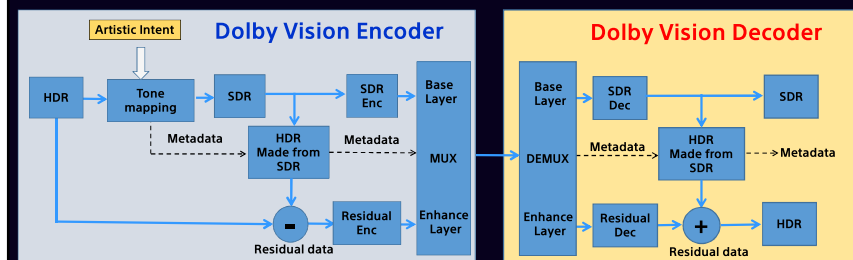 Artistic Intent
Dolby Vision Encoder
HDR
Tone
mapping
SDR
SDR
Enc
Base
Layer
Metadata
HDR
Made from
SDR
Metadata
MUX
-
Residual data
Residual
Enc
Enhance
Layer
Dolby Vision Decoder
Base
Layer
SDR
Dec
SDR
DEMUX
Metadata
HDR
Made from
SDR
Metadata
Enhance
Layer
Residual
Dec
+
Residual data
HDR